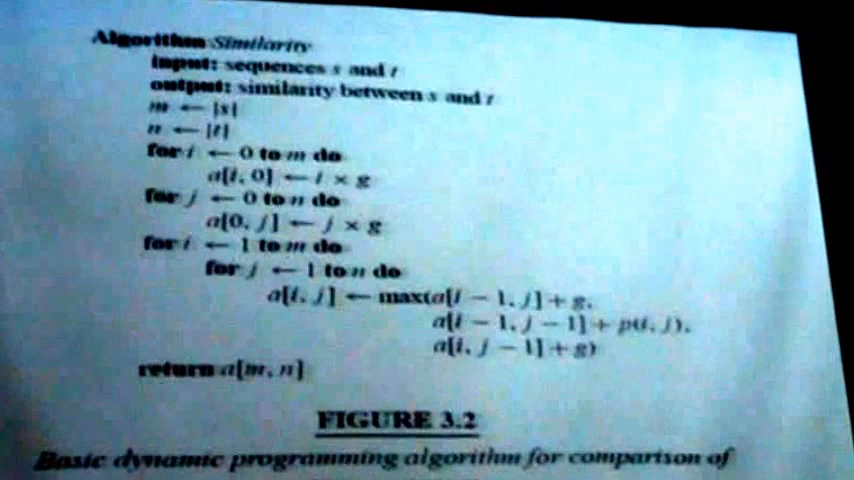 Algorithm Similarity
input: sequences s and t
output: similarity between s and t
m ← |s|
n ← |t|
for i ← 0 to m do
a[i, 0] ← i × g
for j ← 0 to n do
a[0, j] ← j × g
for i ← 1 to m do
for j ← 1 to n do
a[i, j] ← max(a[i − 1, j] + g,
a[i − 1, j − 1] + p(i, j),
a[i, j − 1] + g)
return a[m, n]
FIGURE 3.2
Basic dynamic programming algorithm for comparison of